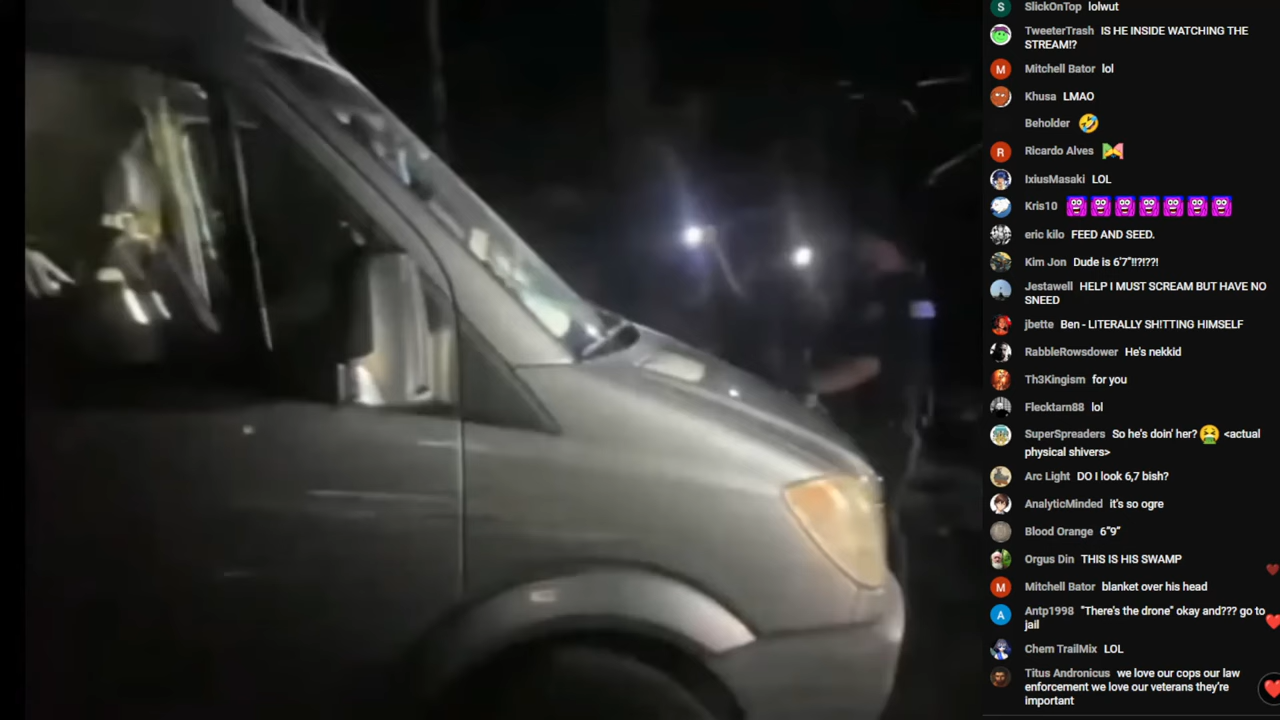 S SlickOnTop lolwut
TweeterTrash IS HE INSIDE WATCHING THE
STREAM!?
M Mitchell Bator lol
Khusa LMAO
Beholder 🤣
R Ricardo Alves
IxiusMasaki LOL
Kris10
eric kilo FEED AND SEED.
Kim Jon Dude is 6'7"!!?!??!
Jestawell HELP I MUST SCREAM BUT HAVE NO
SNEED
jbette Ben - LITERALLY SH!TTING HIMSELF
RabbleRowsdower He's nekkid
Th3Kingism for you
Flecktarn88 lol
SuperSpreaders So he's doin' her? 🤮 <actual
physical shivers>
Arc Light DO I look 6,7 bish?
AnalyticMinded it's so ogre
Blood Orange 6"9"
Orgus Din THIS IS HIS SWAMP
M Mitchell Bator blanket over his head
A Antp1998 "There's the drone" okay and??? go to
jail
Chem TrailMix LOL
Titus Andronicus we love our cops our law
enforcement we love our veterans they're
important